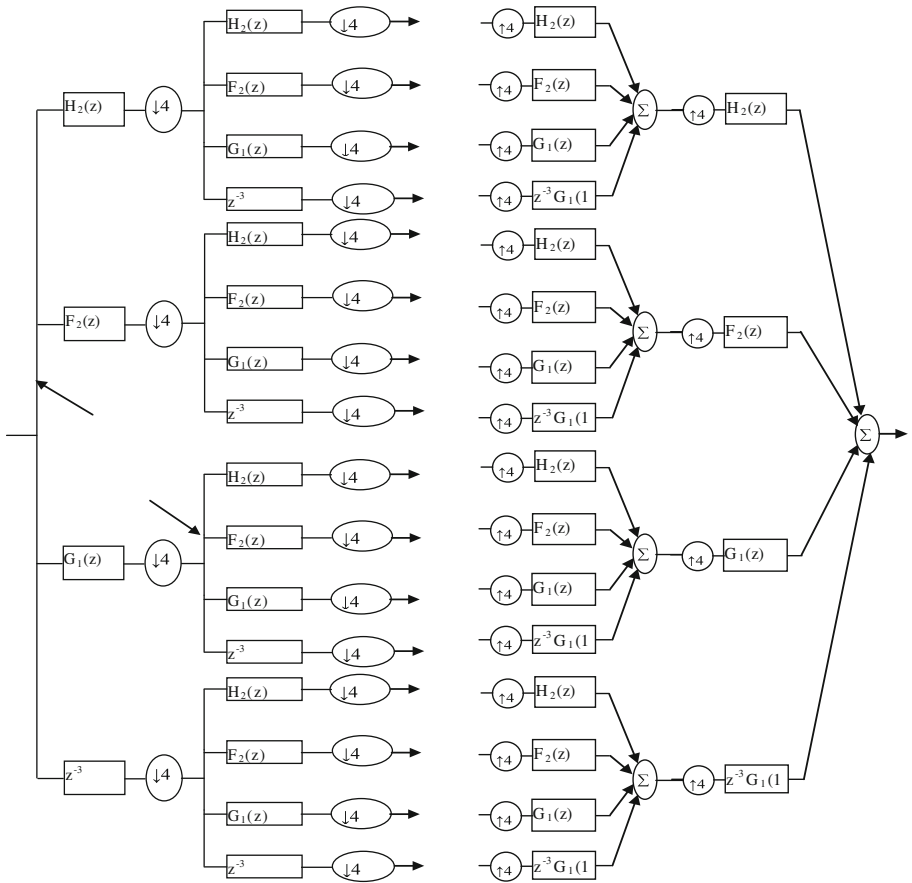 H₂(z) ↓4 ↑4 H₂(z)
F₂(z) ↓4 ↑4 F₂(z)
H₂(z) ↓4 Σ ↑4 H₂(z)
G₁(z) ↓4 ↑4 G₁(z)
z⁻³ ↓4 ↑4 z⁻³G₁(1
H₂(z) ↓4 ↑4 H₂(z)
F₂(z) ↓4 ↑4 F₂(z)
F₂(z) ↓4 Σ ↑4 F₂(z)
G₁(z) ↓4 ↑4 G₁(z)
z⁻³ ↓4 ↑4 z⁻³G₁(1
Σ
H₂(z) ↓4 ↑4 H₂(z)
F₂(z) ↓4 ↑4 F₂(z)
G₁(z) ↓4 Σ ↑4 G₁(z)
G₁(z) ↓4 ↑4 G₁(z)
z⁻³ ↓4 ↑4 z⁻³G₁(1
H₂(z) ↓4 ↑4 H₂(z)
F₂(z) ↓4 ↑4 F₂(z)
z⁻³ ↓4 Σ ↑4 z⁻³G₁(1
G₁(z) ↓4 ↑4 G₁(z)
z⁻³ ↓4 ↑4 z⁻³G₁(1